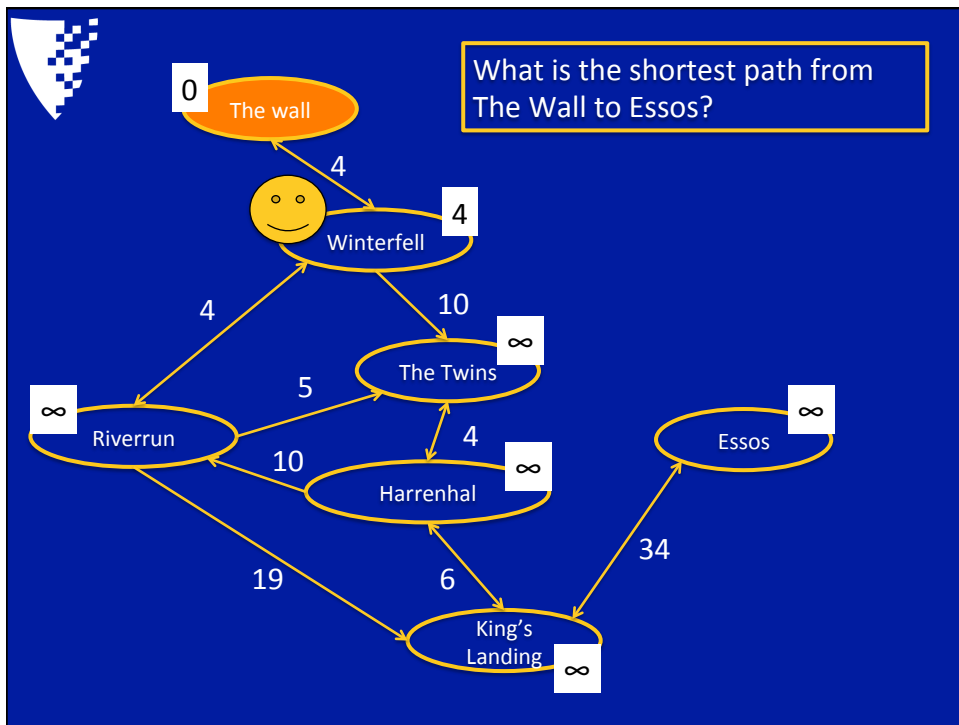 What is the shortest path from
The Wall to Essos?
0
The wall
4
4
Winterfell
4
10
∞
The Twins
5
∞
Riverrun
∞
Essos
4
10
∞
Harrenhal
34
19
6
King's
Landing
∞